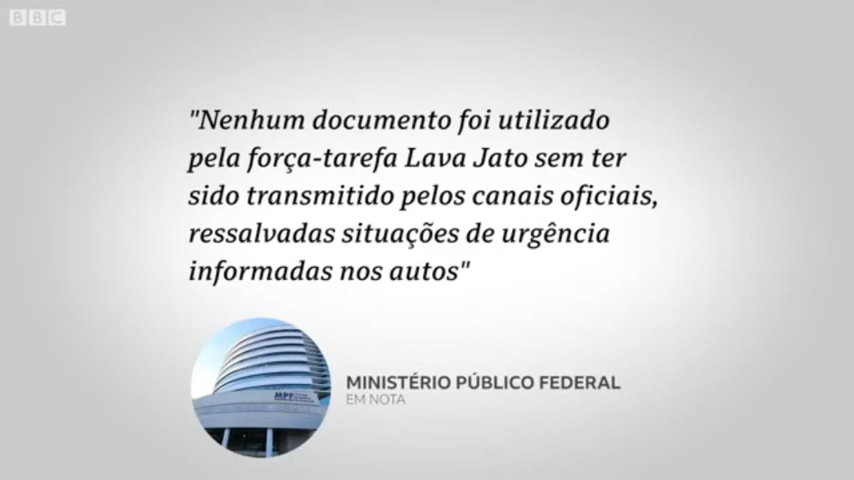 BBC
"Nenhum documento foi utilizado
pela força-tarefa Lava Jato sem ter
sido transmitido pelos canais oficiais,
ressalvadas situações de urgência
informadas nos autos"
MPF
MINISTÉRIO PÚBLICO FEDERAL
EM NOTA